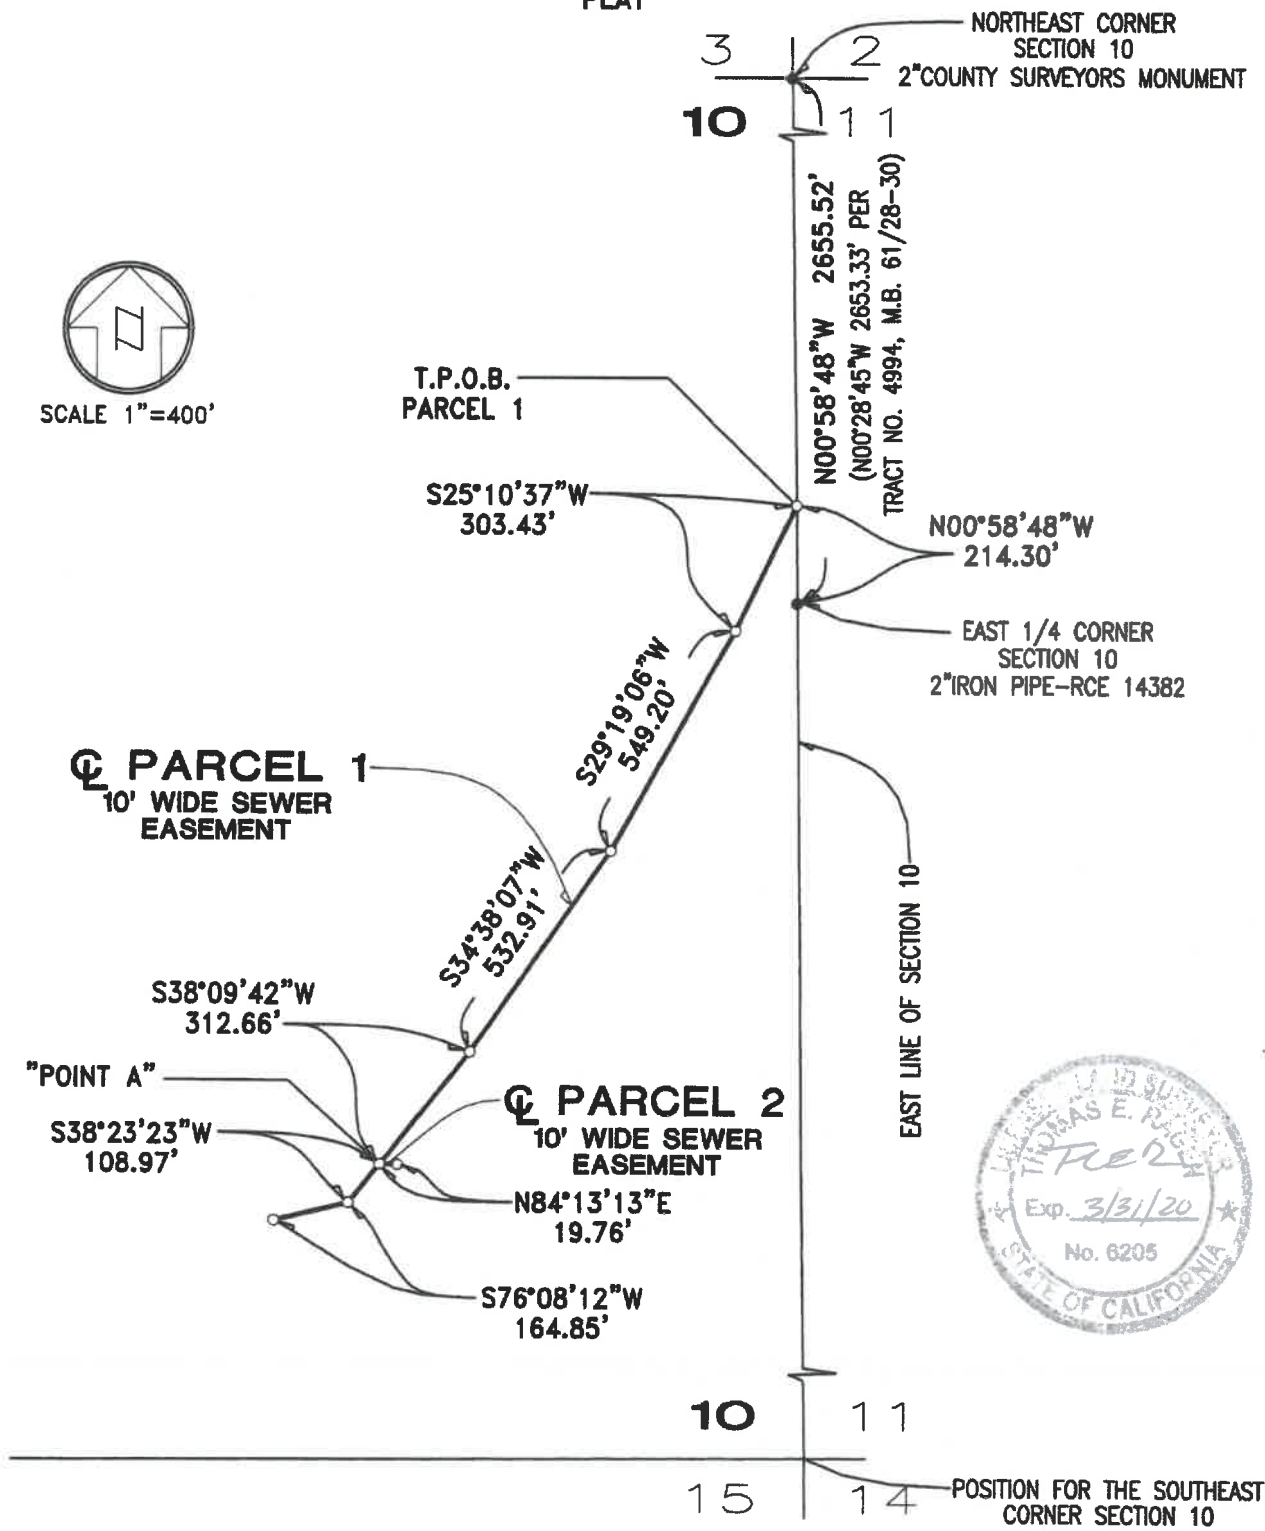 PLAT
NORTHEAST CORNER
SECTION 10
2"COUNTY SURVEYORS MONUMENT
3 2
10 11
N00°58'48"W 2655.52'
(N00°28'45"W 2653.33' PER
TRACT NO. 4994, M.B. 61/28-30)
N
SCALE 1"=400'
T.P.O.B.
PARCEL 1
S25°10'37"W
303.43'
N00°58'48"W
214.30'
EAST 1/4 CORNER
SECTION 10
2"IRON PIPE-RCE 14382
S29°19'06"W
549.20'
℄ PARCEL 1
10' WIDE SEWER
EASEMENT
S34°38'07"W
532.91'
EAST LINE OF SECTION 10
S38°09'42"W
312.66'
"POINT A"
S38°23'23"W
108.97'
℄ PARCEL 2
10' WIDE SEWER
EASEMENT
N84°13'13"E
19.76'
S76°08'12"W
164.85'
THOMAS E.
Exp. 3/31/20
No. 6205
STATE OF CALIFORNIA
10 11
15 14
POSITION FOR THE SOUTHEAST
CORNER SECTION 10